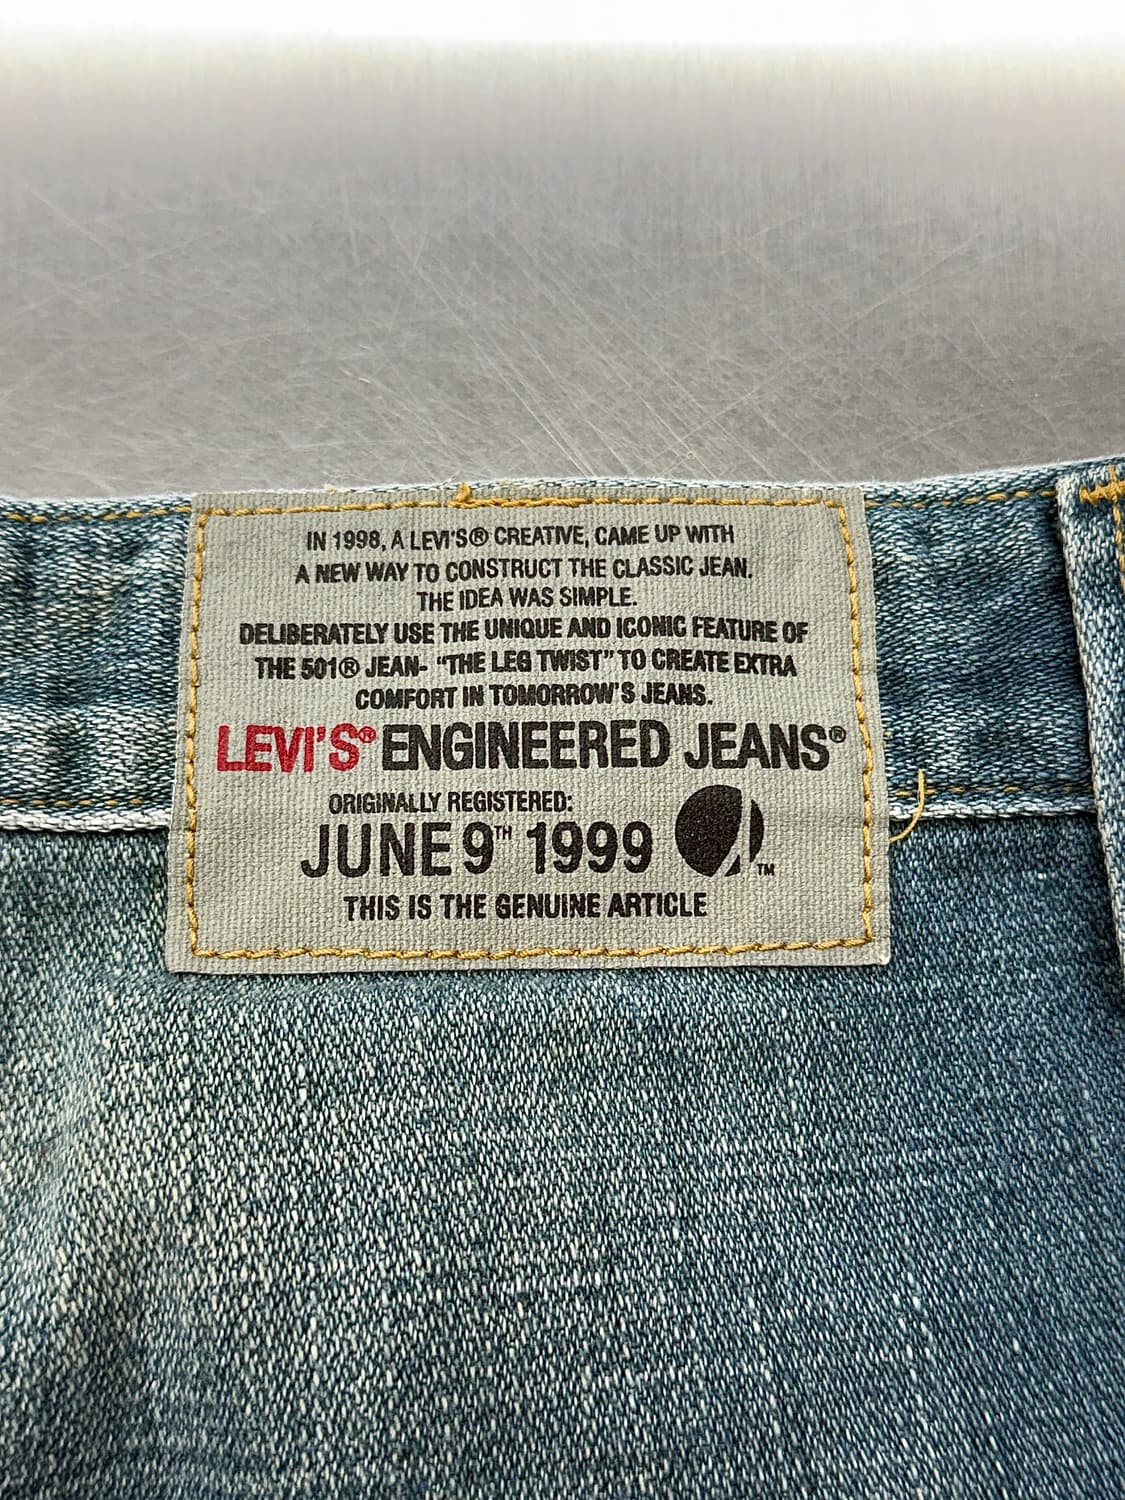 IN 1998, A LEVI'S® CREATIVE, CAME UP WITH
A NEW WAY TO CONSTRUCT THE CLASSIC JEAN.
THE IDEA WAS SIMPLE.
DELIBERATELY USE THE UNIQUE AND ICONIC FEATURE OF
THE 501® JEAN- "THE LEG TWIST" TO CREATE EXTRA
COMFORT IN TOMORROW'S JEANS.
LEVI'S® ENGINEERED JEANS®
ORIGINALLY REGISTERED:
JUNE 9TH 1999
TM
THIS IS THE GENUINE ARTICLE